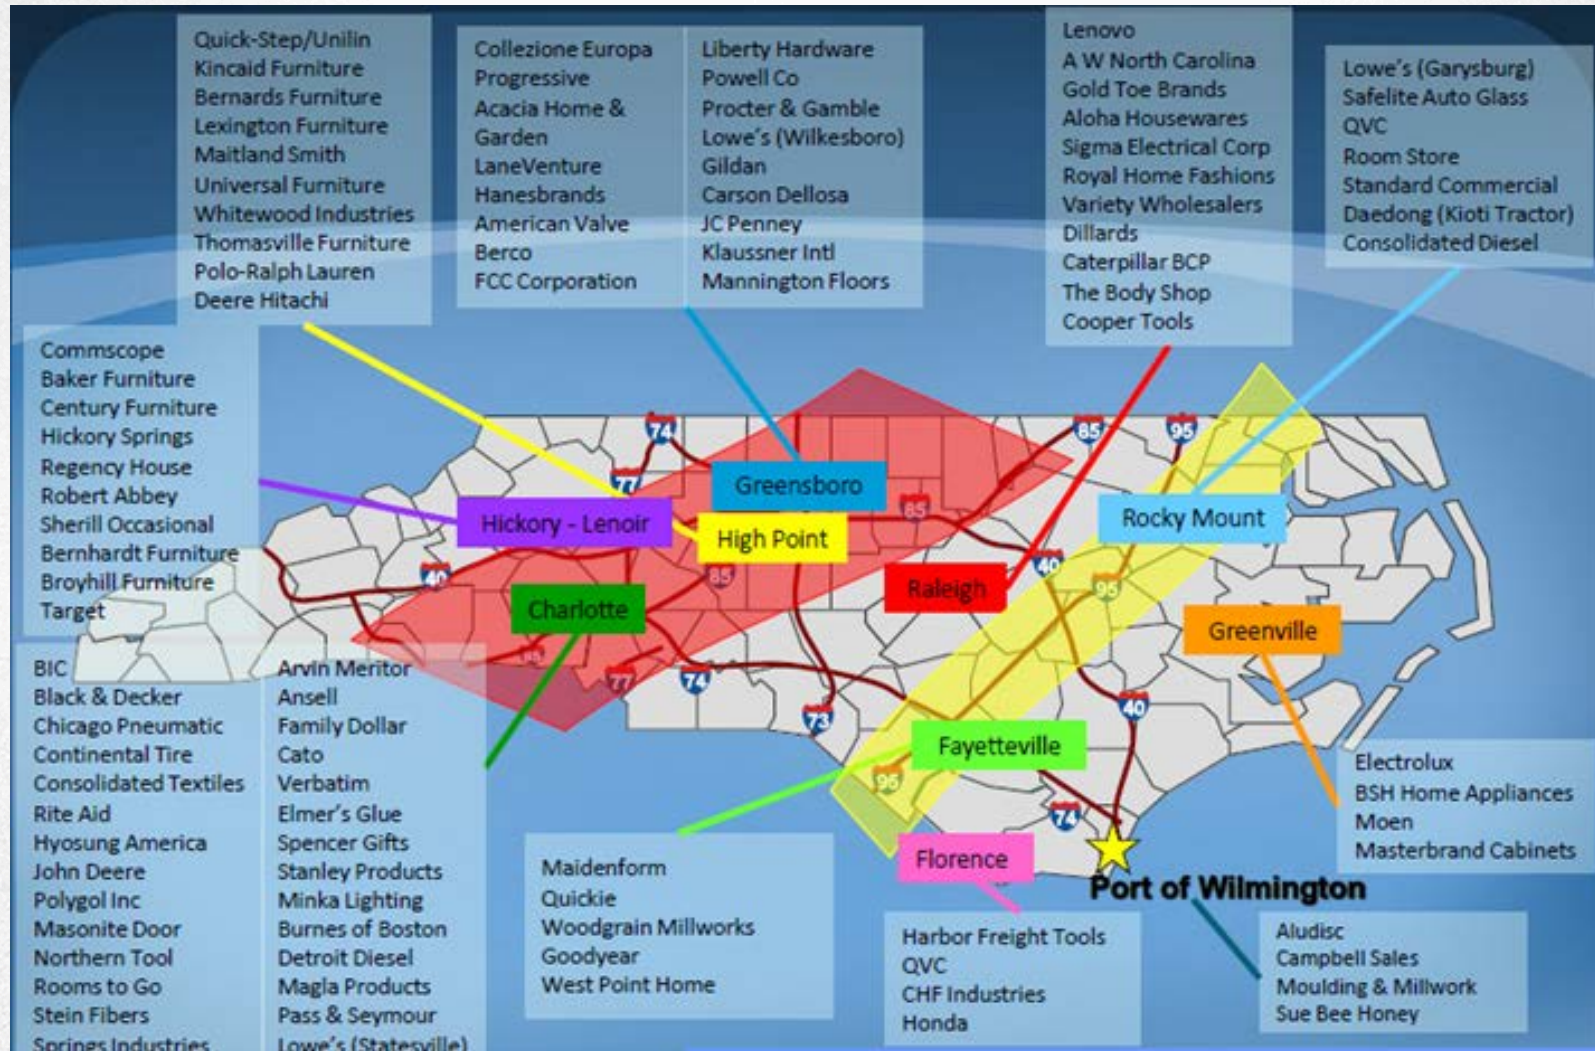 Quick-Step/Unilin
Kincaid Furniture
Bernards Furniture
Lexington Furniture
Maitland Smith
Universal Furniture
Whitewood Industries
Thomasville Furniture
Polo-Ralph Lauren
Deere Hitachi
Collezione Europa
Progressive
Acacia Home &
Garden
LaneVenture
Hanesbrands
American Valve
Berco
FCC Corporation
Liberty Hardware
Powell Co
Procter & Gamble
Lowe's (Wilkesboro)
Gildan
Carson Dellosa
JC Penney
Klaussner Intl
Mannington Floors
Lenovo
A W North Carolina
Gold Toe Brands
Aloha Housewares
Sigma Electrical Corp
Royal Home Fashions
Variety Wholesalers
Dillards
Caterpillar BCP
The Body Shop
Cooper Tools
Lowe's (Garysburg)
Safelite Auto Glass
QVC
Room Store
Standard Commercial
Daedong (Kioti Tractor)
Consolidated Diesel
Commscope
Baker Furniture
Century Furniture
Hickory Springs
Regency House
Robert Abbey
Sherill Occasional
Bernhardt Furniture
Broyhill Furniture
Target
74
85
95
77
Greensboro
85
Hickory - Lenoir
High Point
Rocky Mount
40
85
40
95
Raleigh
Charlotte
Greenville
85
77
74
73
40
Fayetteville
95
74
Florence
Port of Wilmington
BIC
Black & Decker
Chicago Pneumatic
Continental Tire
Consolidated Textiles
Rite Aid
Hyosung America
John Deere
Polygol Inc
Masonite Door
Northern Tool
Rooms to Go
Stein Fibers
Springs Industries
Arvin Meritor
Ansell
Family Dollar
Cato
Verbatim
Elmer's Glue
Spencer Gifts
Stanley Products
Minka Lighting
Burnes of Boston
Detroit Diesel
Magla Products
Pass & Seymour
Lowe's (Statesville)
Maidenform
Quickie
Woodgrain Millworks
Goodyear
West Point Home
Harbor Freight Tools
QVC
CHF Industries
Honda
Electrolux
BSH Home Appliances
Moen
Masterbrand Cabinets
Aludisc
Campbell Sales
Moulding & Millwork
Sue Bee Honey